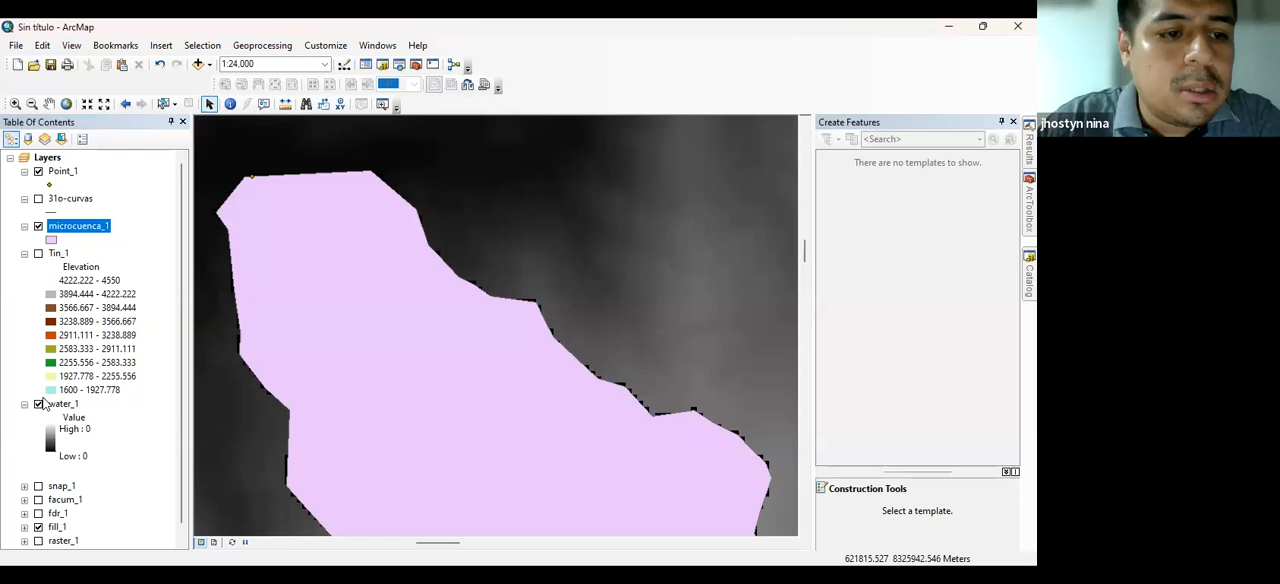 Sin título - ArcMap
File Edit View Bookmarks Insert Selection Geoprocessing Customize Windows Help
1:24,000
Table Of Contents
Layers
Point_1
31o-curvas
microcuenca_1
Tin_1
Elevation
4222.222 - 4550
3894.444 - 4222.222
3566.667 - 3894.444
3238.889 - 3566.667
2911.111 - 3238.889
2583.333 - 2911.111
2255.556 - 2583.333
1927.778 - 2255.556
1600 - 1927.778
water_1
Value
High : 0
Low : 0
snap_1
facum_1
fdr_1
fill_1
raster_1
Create Features
<Search>
There are no templates to show.
Construction Tools
Select a template.
621815.527 8325942.546 Meters
Results
ArcToolbox
Catalog
jhostyn nina